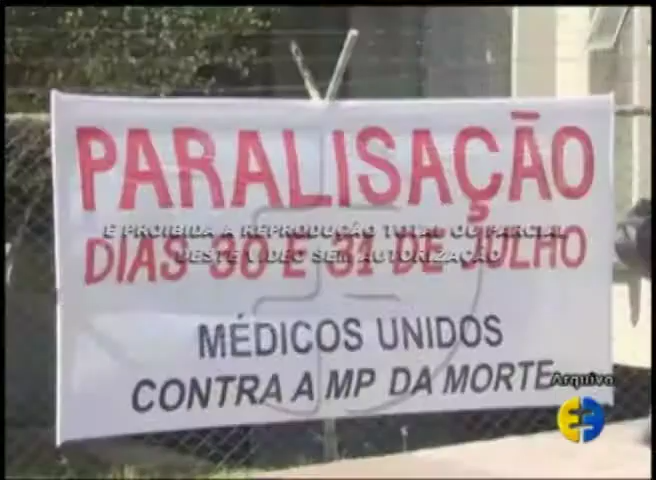 PARALISAÇÃO
É PROIBIDA A REPRODUÇÃO TOTAL OU PARCIAL
DIAS 30 E 31 DE JULHO
DESTE VÍDEO SEM AUTORIZAÇÃO
MÉDICOS UNIDOS
CONTRA A MP DA MORTE
Arquivo